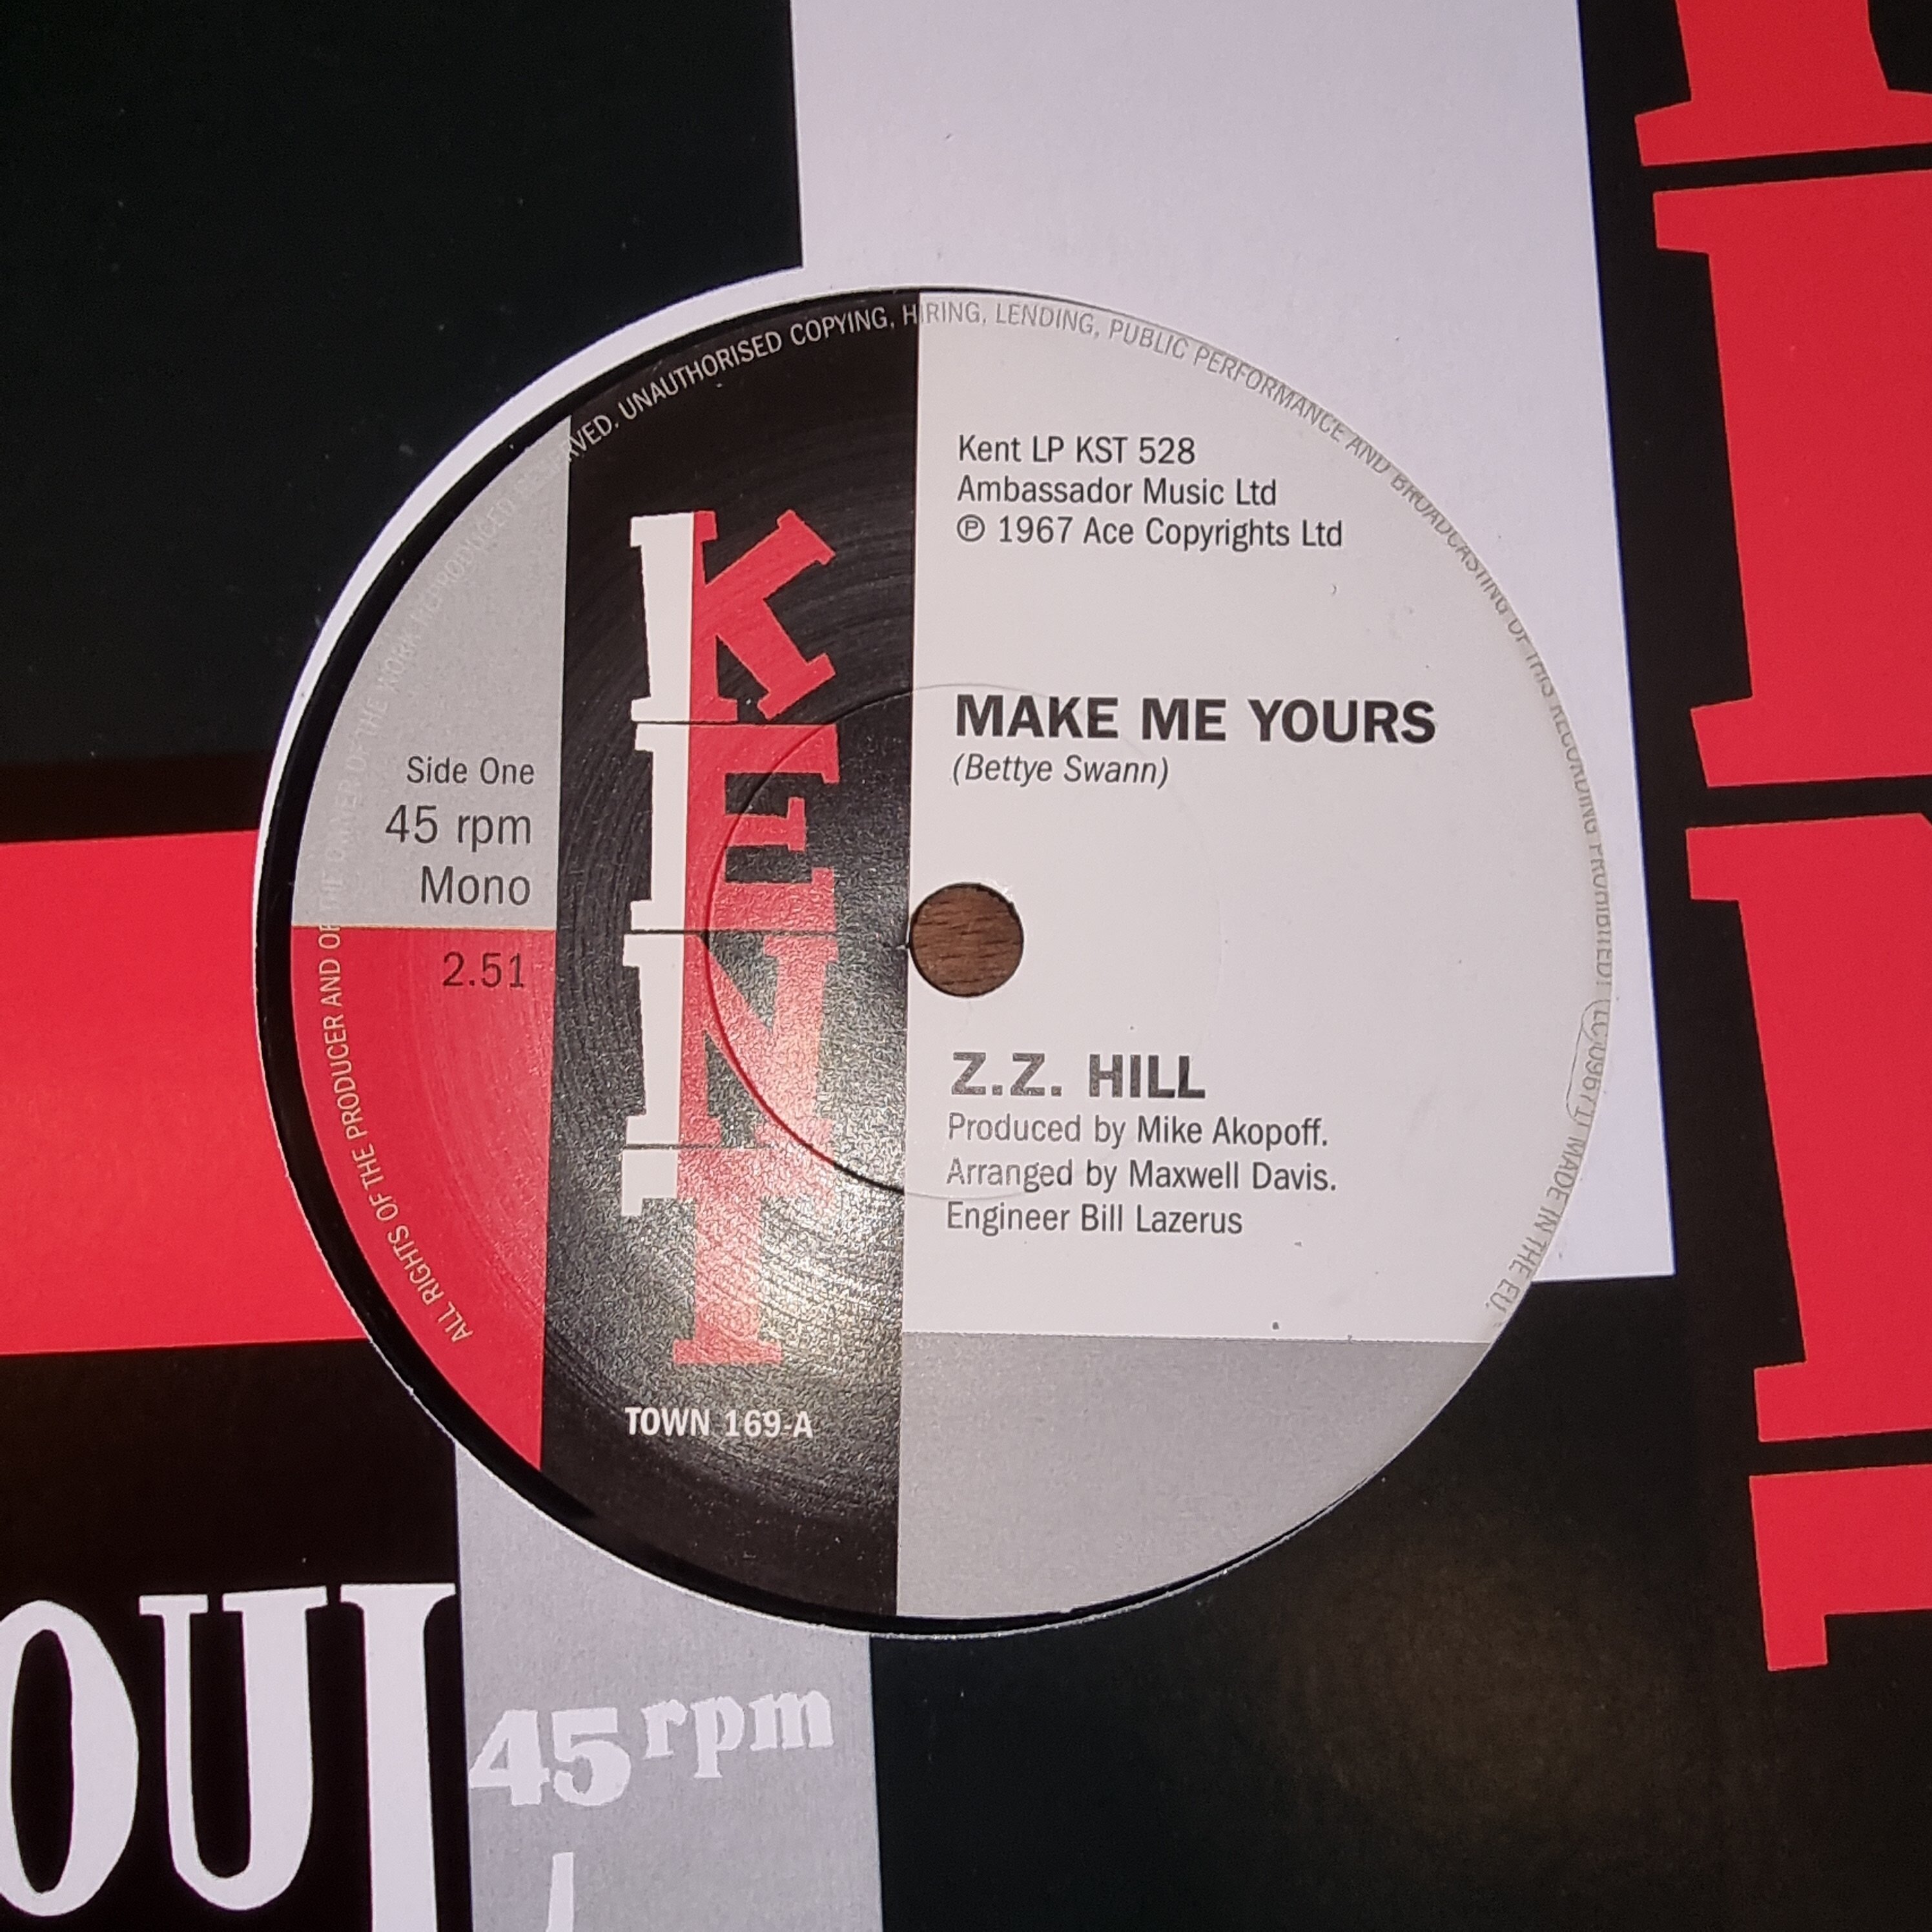 ALL RIGHTS OF THE PRODUCER AND OF THE OWNER OF THE WORK REPRODUCED RESERVED. UNAUTHORISED COPYING, HIRING, LENDING, PUBLIC PERFORMANCE AND BROADCASTING OF THIS RECORDING PROHIBITED. LC 09671 MADE IN THE EU.
Kent LP KST 528
Ambassador Music Ltd
℗ 1967 Ace Copyrights Ltd
KENT
MAKE ME YOURS
(Bettye Swann)
Side One
45 rpm
Mono
2.51
Z.Z. HILL
Produced by Mike Akopoff.
Arranged by Maxwell Davis.
Engineer Bill Lazerus
TOWN 169-A
45 rpm